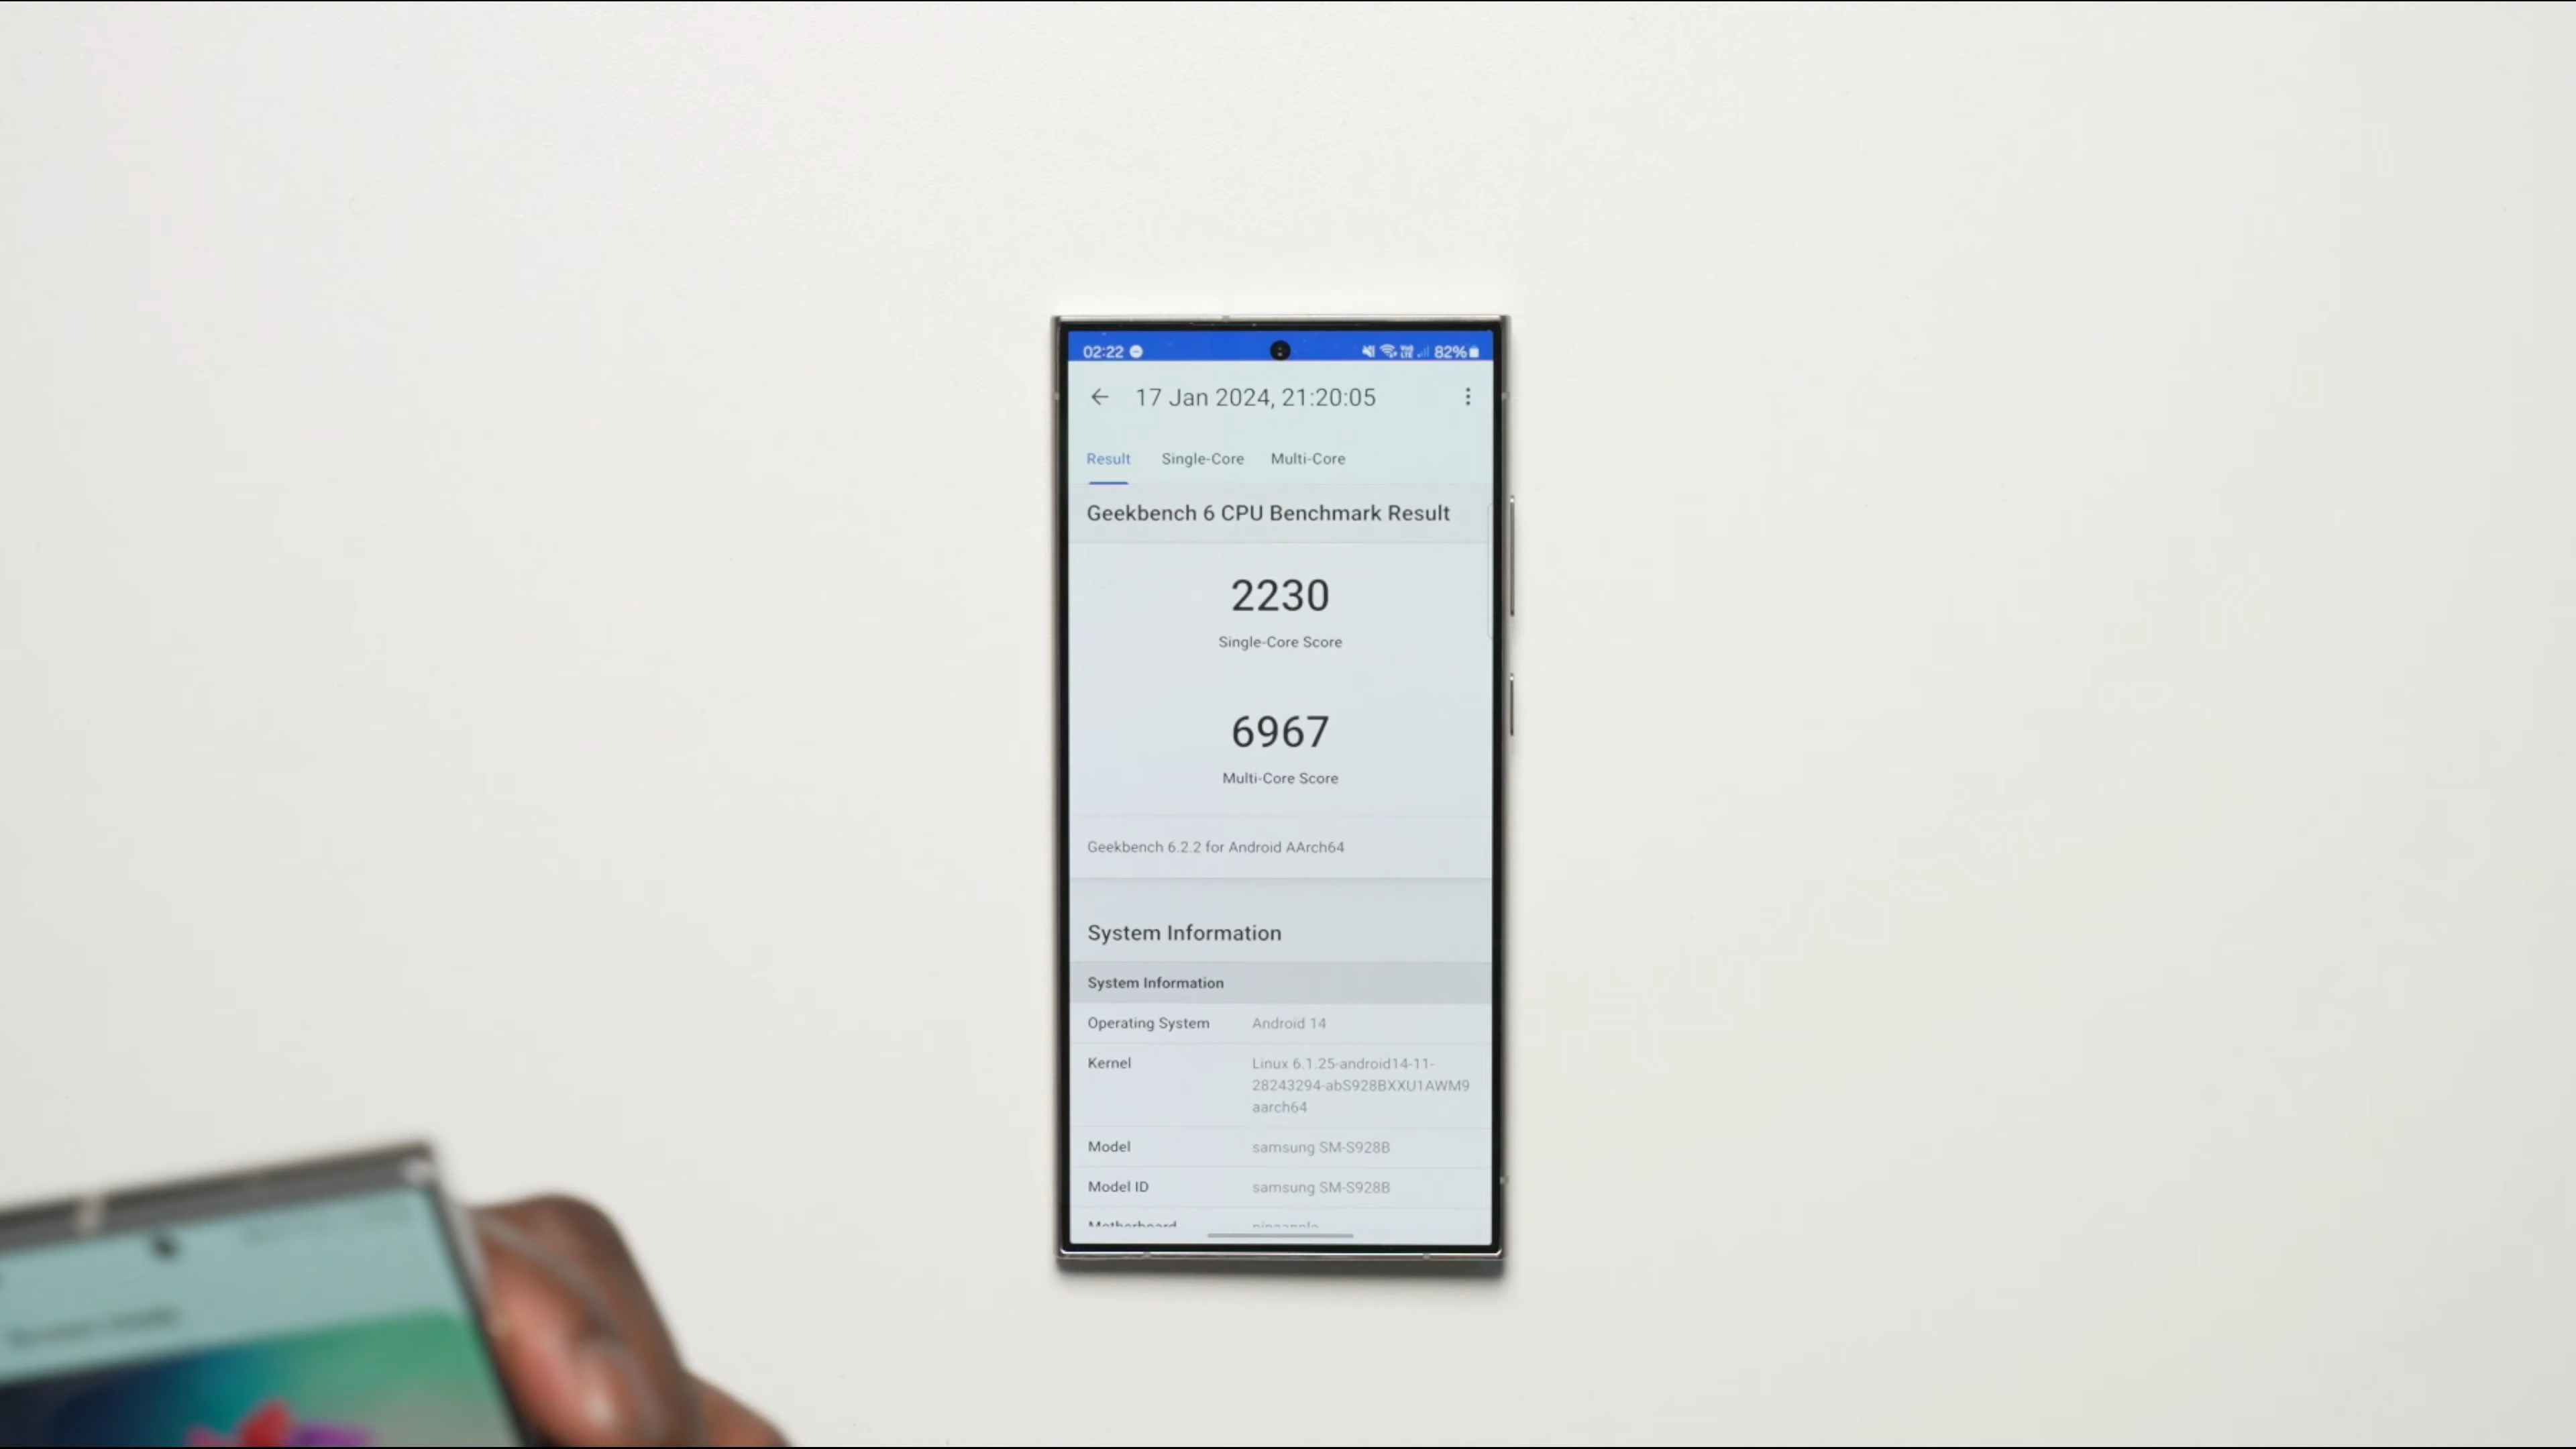 02:22 82%
17 Jan 2024, 21:20:05
Result Single-Core Multi-Core
Geekbench 6 CPU Benchmark Result
2230
Single-Core Score
6967
Multi-Core Score
Geekbench 6.2.2 for Android AArch64
System Information
System Information
Operating System Android 14
Kernel Linux 6.1.25-android14-11-
28243294-abS928BXXU1AWM9
aarch64
Model samsung SM-S928B
Model ID samsung SM-S928B
Motherboard pineapple